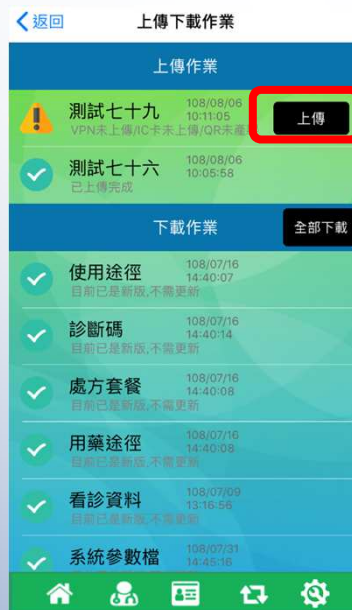 返回
上傳下載作業
上傳作業
測試七十九
108/08/06
10:11:05
VPN未上傳/IC卡未上傳/QR未產
上傳
測試七十六
108/08/06
10:05:58
已上傳完成
下載作業
全部下載
使用途徑
108/07/16
14:40:07
目前已是新版,不需更新
診斷碼
108/07/16
14:40:14
目前已是新版,不需更新
處方套餐
108/07/16
14:40:08
目前已是新版,不需更新
用藥途徑
108/07/16
14:40:08
目前已是新版,不需更新
看診資料
108/07/09
13:16:56
目前已是新版,不需更新
系統參數檔
108/07/31
14:45:16